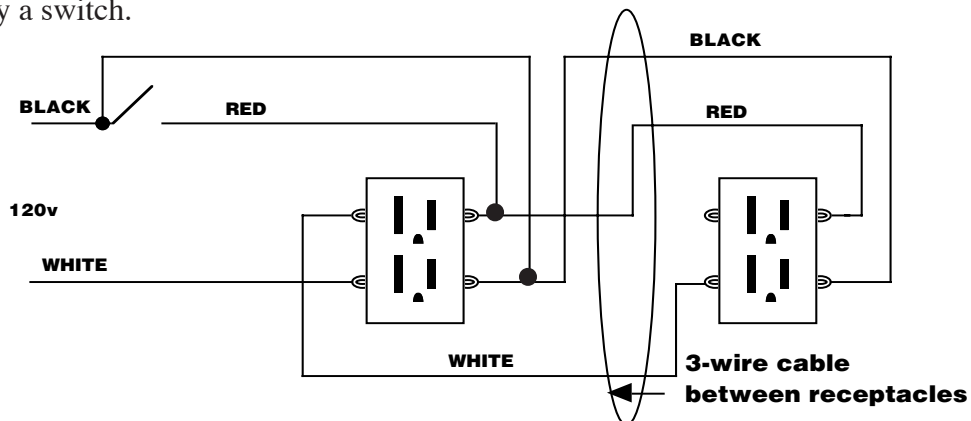 y a switch.
BLACK
BLACK
RED
RED
120v
WHITE
WHITE
3-wire cable
between receptacles